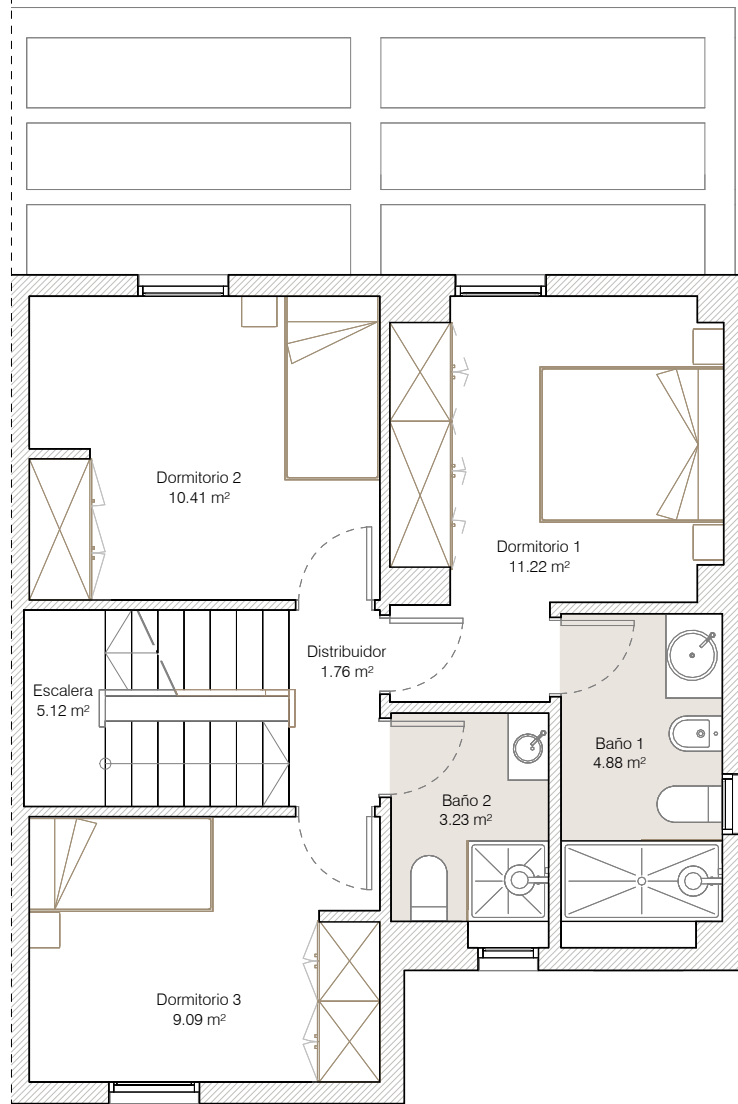 Dormitorio 2
10.41 m²
Dormitorio 1
11.22 m²
Distribuidor
1.76 m²
Escalera
5.12 m²
Baño 1
4.88 m²
Baño 2
3.23 m²
Dormitorio 3
9.09 m²